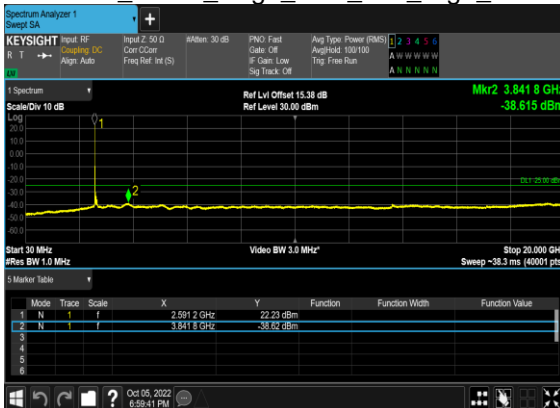 Spectrum Analyzer 1
Swept SA
+
KEYSIGHT Input: RF Input Z: 50 Ω #Atten: 30 dB PNO: Fast Avg Type: Power (RMS) 1 2 3 4 5 6
R T Coupling: DC Corr CCorr Gate: Off Avg|Hold: 100/100 A W W W W W
Align: Auto Freq Ref: Int (S) IF Gain: Low Trig: Free Run
LXI Sig Track: Off A N N N N N
1 Spectrum Ref Lvl Offset 15.38 dB Mkr2 3.841 8 GHz
Scale/Div 10 dB Ref Level 30.00 dBm -38.615 dBm
Log
1
20.0
10.0
0.00
-10.0
-20.0 DL1 -25.00 dBm
-30.0 2
-40.0
-50.0
-60.0
Start 30 MHz Video BW 3.0 MHz* Stop 20.000 GH
#Res BW 1.0 MHz Sweep ~38.3 ms (40001 pts
5 Marker Table
Mode Trace Scale X Y Function Function Width Function Value
1 N 1 f 2.591 2 GHz 22.23 dBm
2 N 1 f 3.841 8 GHz -38.62 dBm
3
4
5
6
? Oct 05, 2022
6:59:41 PM